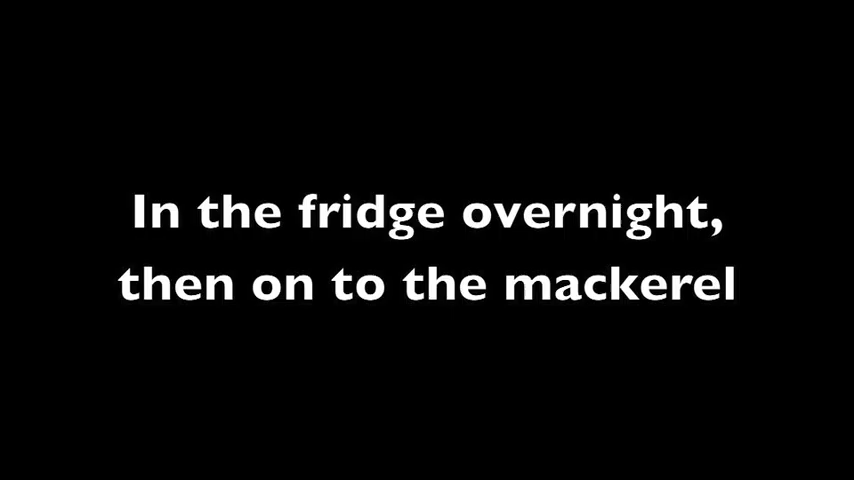 In the fridge overnight,
then on to the mackerel